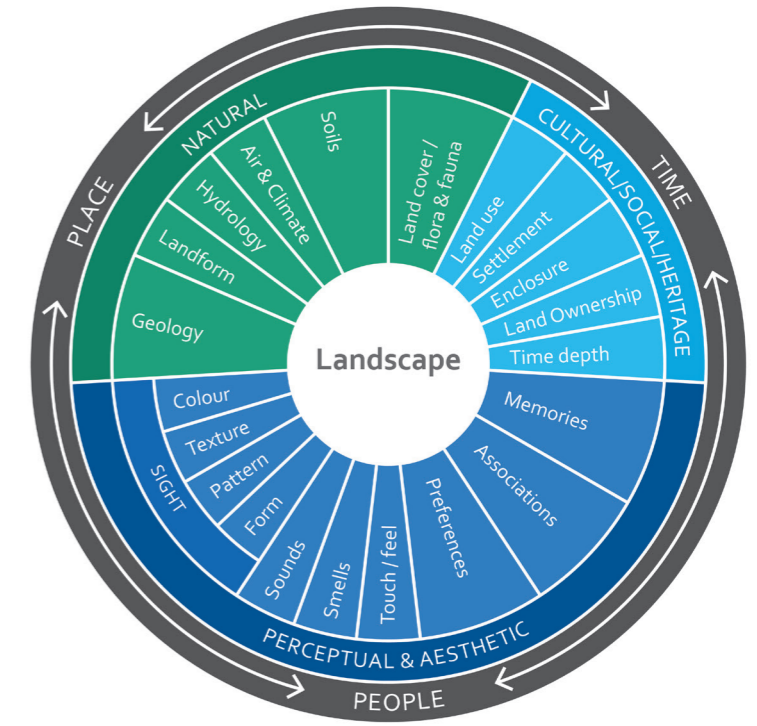 PLACE
TIME
PEOPLE
NATURAL
Geology
Landform
Hydrology
Air & Climate
Soils
Land cover /
flora & fauna
CULTURAL/SOCIAL/HERITAGE
Land use
Settlement
Enclosure
Land Ownership
Time depth
PERCEPTUAL & AESTHETIC
Memories
Associations
Preferences
Touch / feel
Smells
Sounds
SIGHT
Form
Pattern
Texture
Colour
Landscape